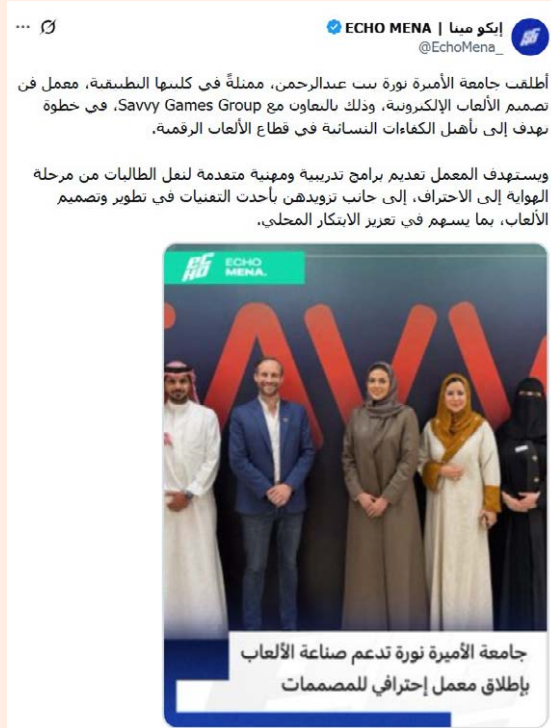 إيكو مينا | ECHO MENA
@EchoMena_
أطلقت جامعة الأميرة نورة بنت عبدالرحمن، ممثلةً في كليتها التطبيقية، معمل فن
تصميم الألعاب الإلكترونية، وذلك بالتعاون مع Savvy Games Group، في خطوة
تهدف إلى تأهيل الكفاءات النسائية في قطاع الألعاب الرقمية.
ويستهدف المعمل تقديم برامج تدريبية ومهنية متقدمة لنقل الطالبات من مرحلة
الهواية إلى الاحتراف، إلى جانب تزويدهن بأحدث التقنيات في تطوير وتصميم
الألعاب، بما يسهم في تعزيز الابتكار المحلي.
ECHO
ECHO
MENA.
SAVVY
جامعة الأميرة نورة تدعم صناعة الألعاب
بإطلاق معمل إحترافي للمصممات